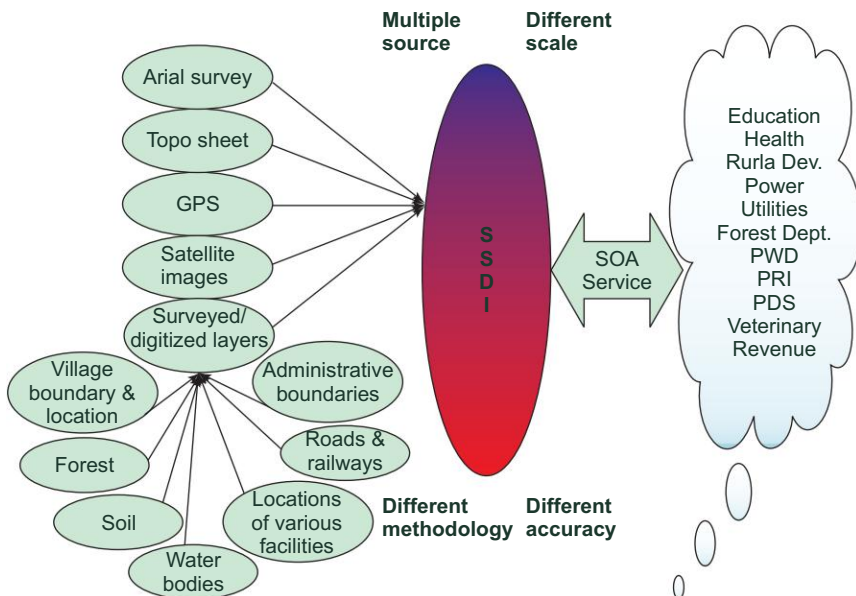 Multiple
source
Different
scale
Arial survey
Topo sheet
GPS
Satellite
images
Surveyed/
digitized layers
Village
boundary &
location
Administrative
boundaries
Forest
Roads &
railways
Soil
Locations
of various
facilities
Water
bodies
S
S
D
I
Different
methodology
Different
accuracy
SOA
Service
Education
Health
Rurla Dev.
Power
Utilities
Forest Dept.
PWD
PRI
PDS
Veterinary
Revenue